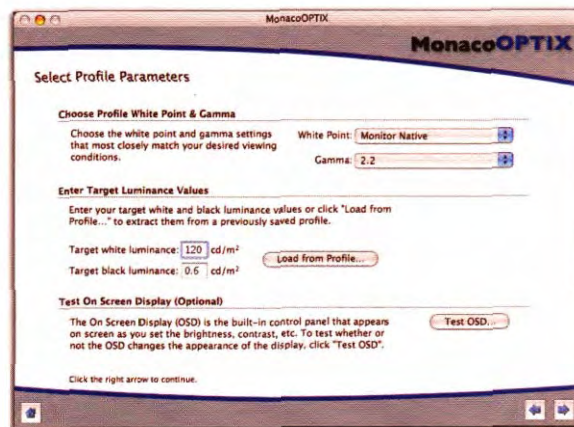 MonacoOPTIX
MonacoOPTIX
Select Profile Parameters
Choose Profile White Point & Gamma
Choose the white point and gamma settings
that most closely match your desired viewing
conditions.
White Point: Monitor Native
Gamma: 2.2
Enter Target Luminance Values
Enter your target white and black luminance values or click "Load from
Profile..." to extract them from a previously saved profile.
Target white luminance: 120 cd/m²
Target black luminance: 0.6 cd/m²
Load from Profile...
Test On Screen Display (Optional)
The On Screen Display (OSD) is the built-in control panel that appears
on screen as you set the brightness, contrast, etc. To test whether or
not the OSD changes the appearance of the display, click "Test OSD".
Test OSD...
Click the right arrow to continue.